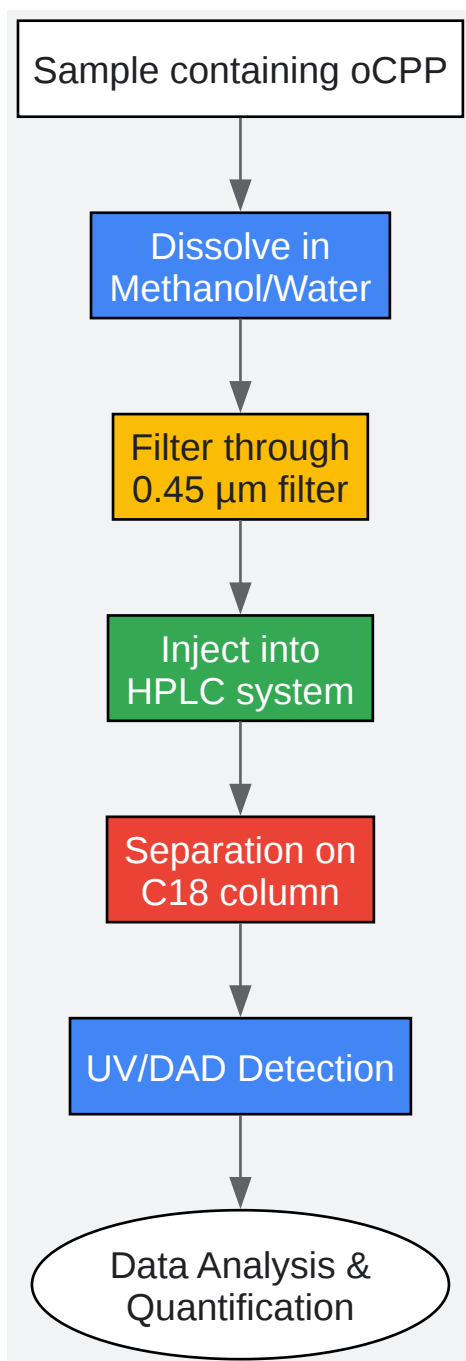 Sample containing oCPP
Dissolve in
Methanol/Water
Filter through
0.45 µm filter
Inject into
HPLC system
Separation on
C18 column
UV/DAD Detection
Data Analysis &
Quantification